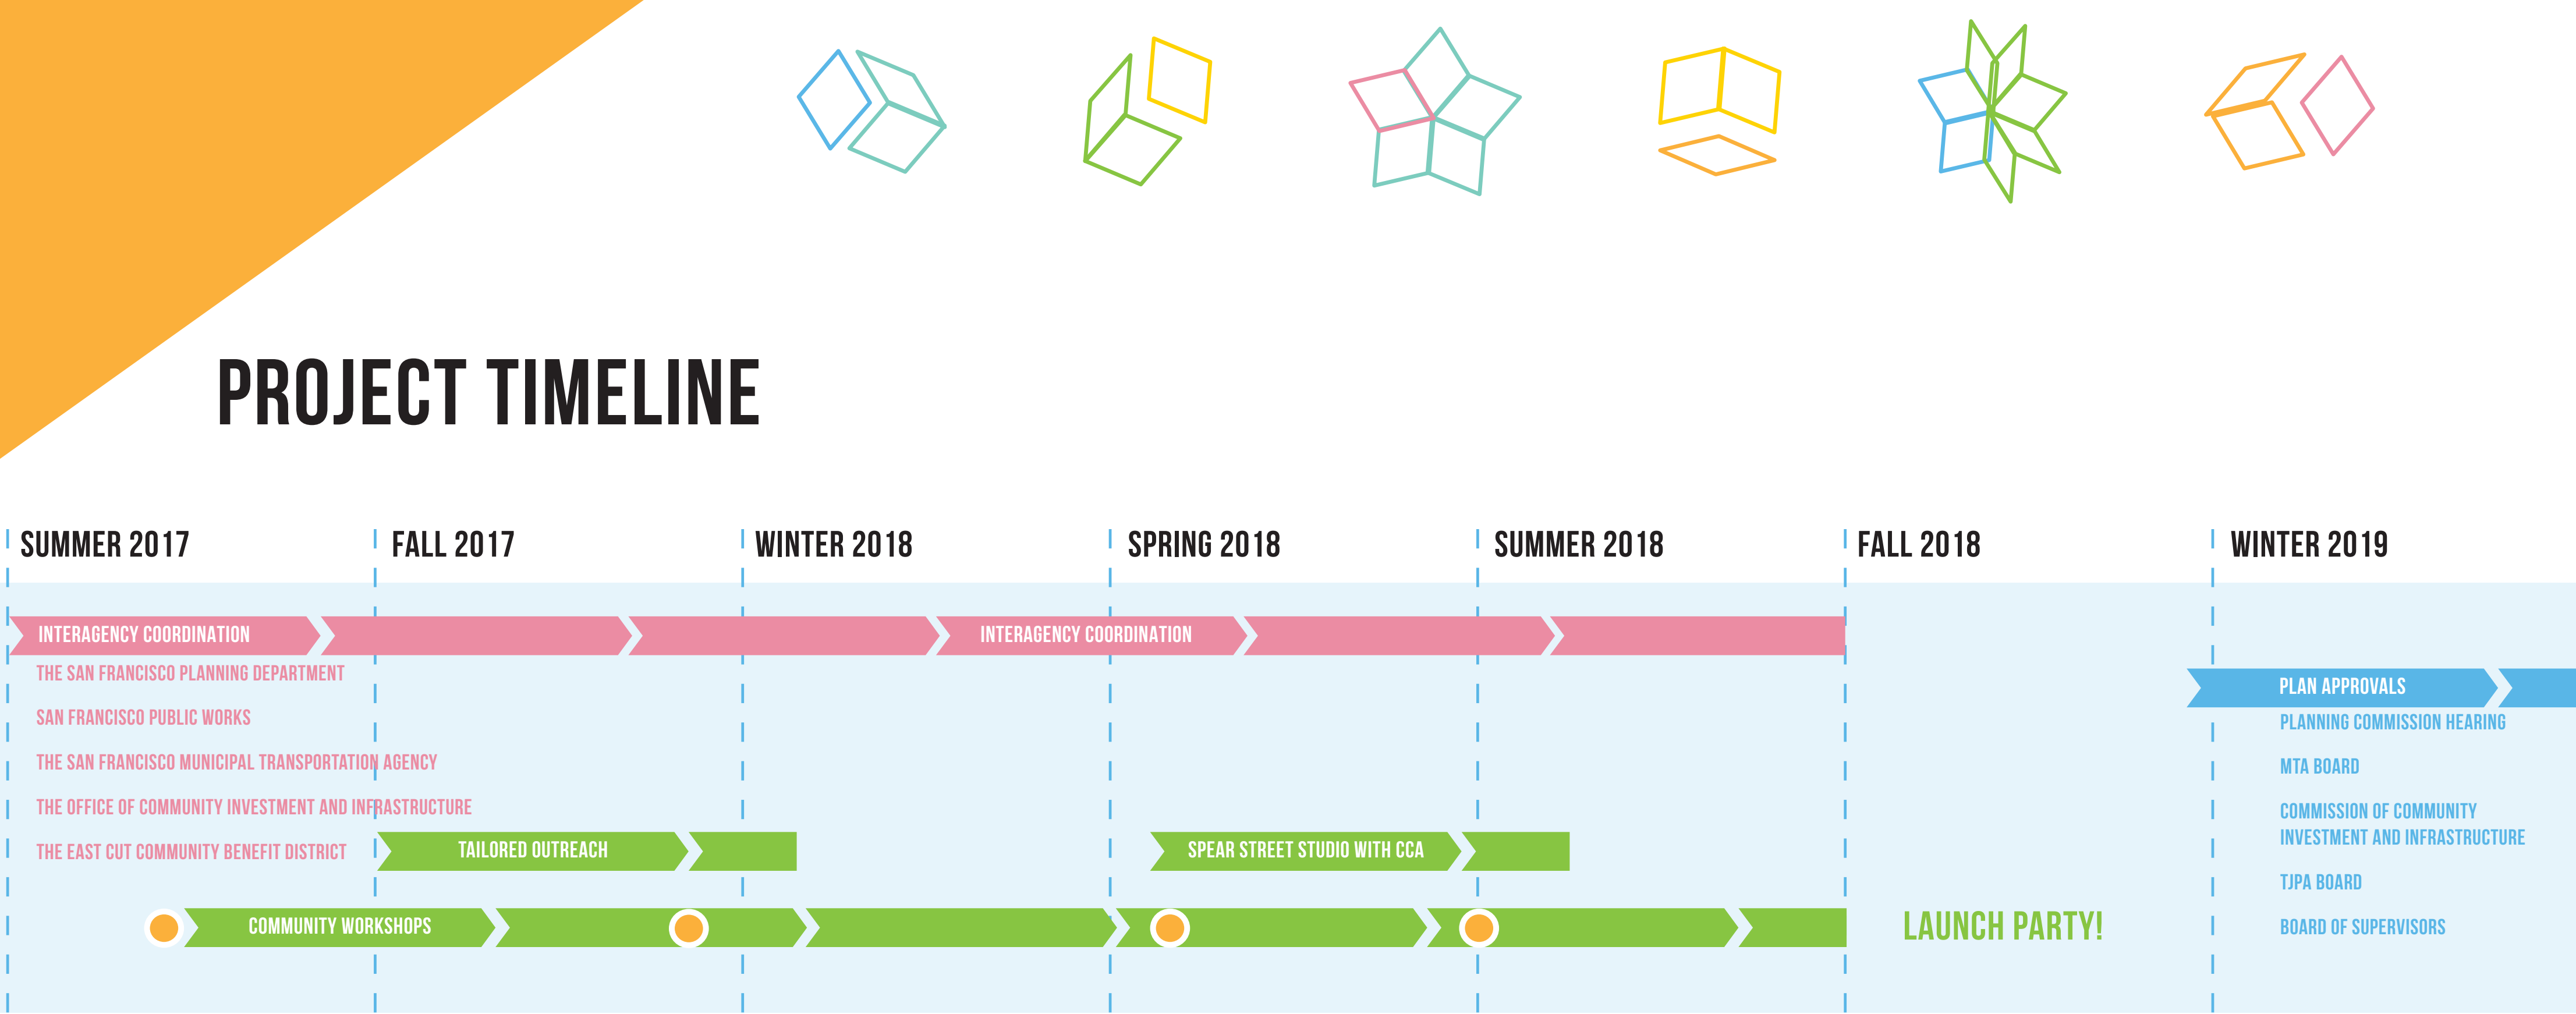 PROJECT TIMELINE
SUMMER 2017
FALL 2017
WINTER 2018
SPRING 2018
SUMMER 2018
FALL 2018
WINTER 2019
INTERAGENCY COORDINATION
INTERAGENCY COORDINATION
THE SAN FRANCISCO PLANNING DEPARTMENT
SAN FRANCISCO PUBLIC WORKS
THE SAN FRANCISCO MUNICIPAL TRANSPORTATION AGENCY
THE OFFICE OF COMMUNITY INVESTMENT AND INFRASTRUCTURE
THE EAST CUT COMMUNITY BENEFIT DISTRICT
TAILORED OUTREACH
SPEAR STREET STUDIO WITH CCA
COMMUNITY WORKSHOPS
LAUNCH PARTY!
PLAN APPROVALS
PLANNING COMMISSION HEARING
MTA BOARD
COMMISSION OF COMMUNITY
INVESTMENT AND INFRASTRUCTURE
TJPA BOARD
BOARD OF SUPERVISORS